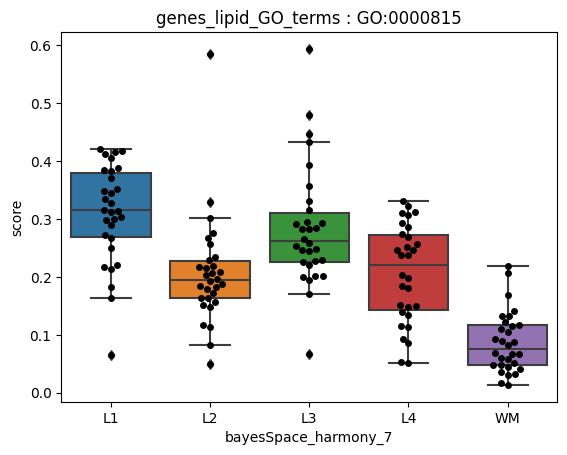 genes_lipid_GO_terms : GO:0000815
score
0.6
0.5
0.4
0.3
0.2
0.1
0.0
L1 L2 L3 L4 WM
bayesSpace_harmony_7